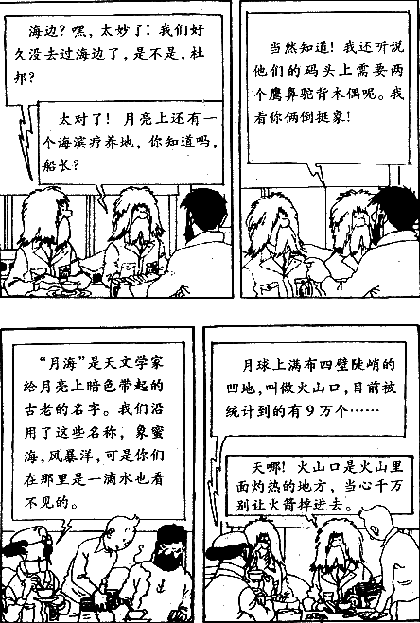 海边？嘿，太妙了：我们好
久没去过海边了，是不是，杜
邦？
太对了！月亮上还有一
个海滨疗养地，你知道吗，
船长？
当然知道！我还听说
他们的码头上需要两
个鹰鼻驼背木偶呢。我
看你俩倒挺象！
“月海”是天文学家
给月亮上暗色带起的
古老的名字。我们沿
用了这些名称，象蜜
海、风暴洋，可是你们
在那里是一滴水也看
不见的。
月球上满布四壁陡峭的
凹地，叫做火山口，目前被
统计到的有9万个……
天哪！火山口是火山里
面灼热的地方，当心千万
别让火箭掉进去。